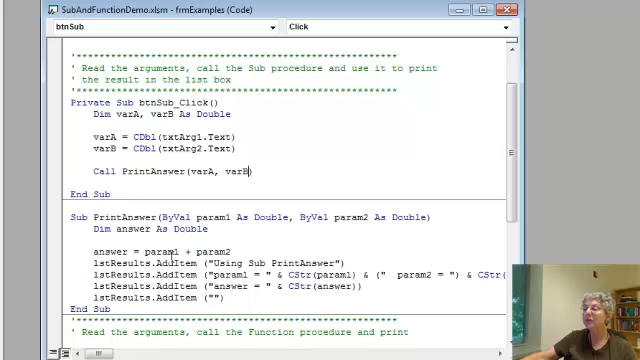 SubAndFunctionDemo.xlsm - frmExamples (Code)
btnSub Click
'********************************************************
' Read the arguments, call the Sub procedure and use it to print
' the result in the list box
'********************************************************
Private Sub btnSub_Click()
Dim varA, varB As Double
varA = CDbl(txtArg1.Text)
varB = CDbl(txtArg2.Text)
Call PrintAnswer(varA, varB)
End Sub
Sub PrintAnswer(ByVal param1 As Double, ByVal param2 As Double)
Dim answer As Double
answer = param1 + param2
lstResults.AddItem ("Using Sub PrintAnswer")
lstResults.AddItem ("param1 = " & CStr(param1) & ("  param2 = ") & CStr(
lstResults.AddItem ("answer = " & CStr(answer))
lstResults.AddItem ("")
End Sub
'********************************************************
' Read the arguments, call the Function procedure and print